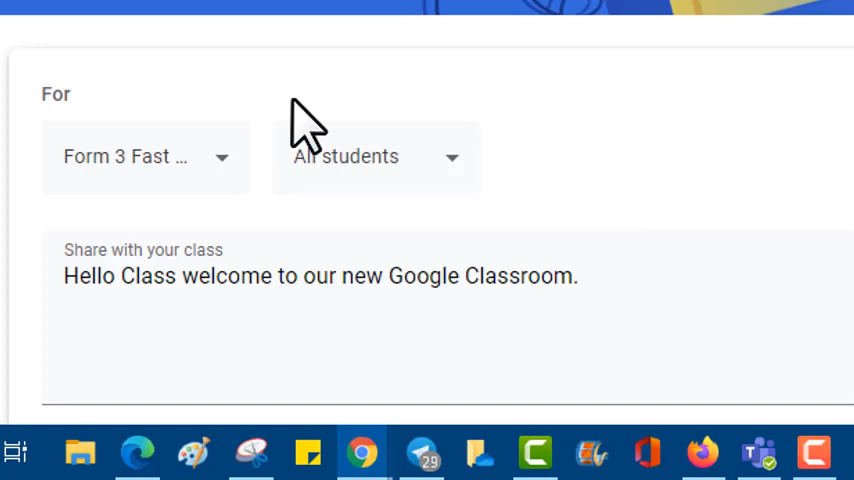 For
Form 3 Fast ...
All students
Share with your class
Hello Class welcome to our new Google Classroom.
29